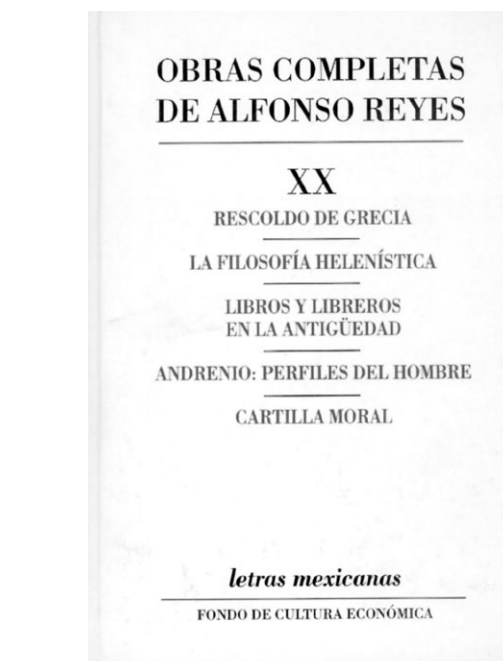 OBRAS COMPLETAS
DE ALFONSO REYES
XX
RESCOLDO DE GRECIA
LA FILOSOFÍA HELENÍSTICA
LIBROS Y LIBREROS
EN LA ANTIGÜEDAD
ANDRENIO: PERFILES DEL HOMBRE
CARTILLA MORAL
letras mexicanas
FONDO DE CULTURA ECONÓMICA